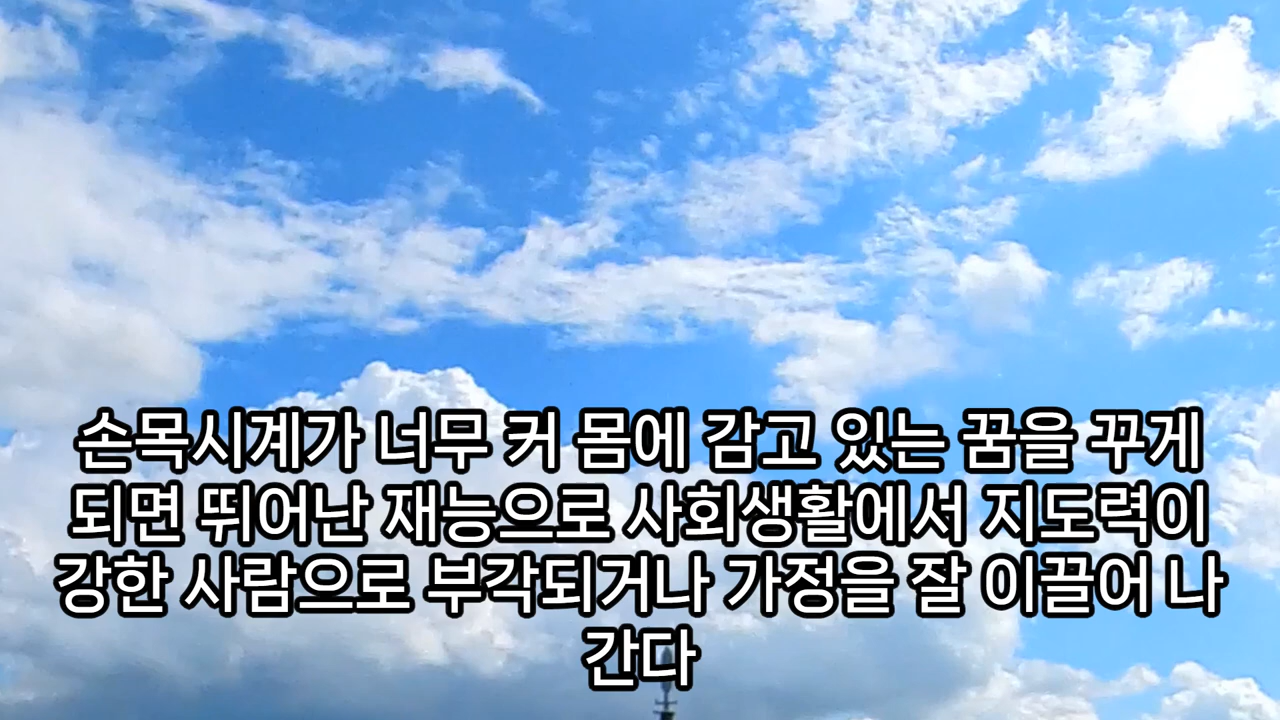 손목시계가 너무 커 몸에 감고 있는 꿈을 꾸게
되면 뛰어난 재능으로 사회생활에서 지도력이
강한 사람으로 부각되거나 가정을 잘 이끌어 나
간다